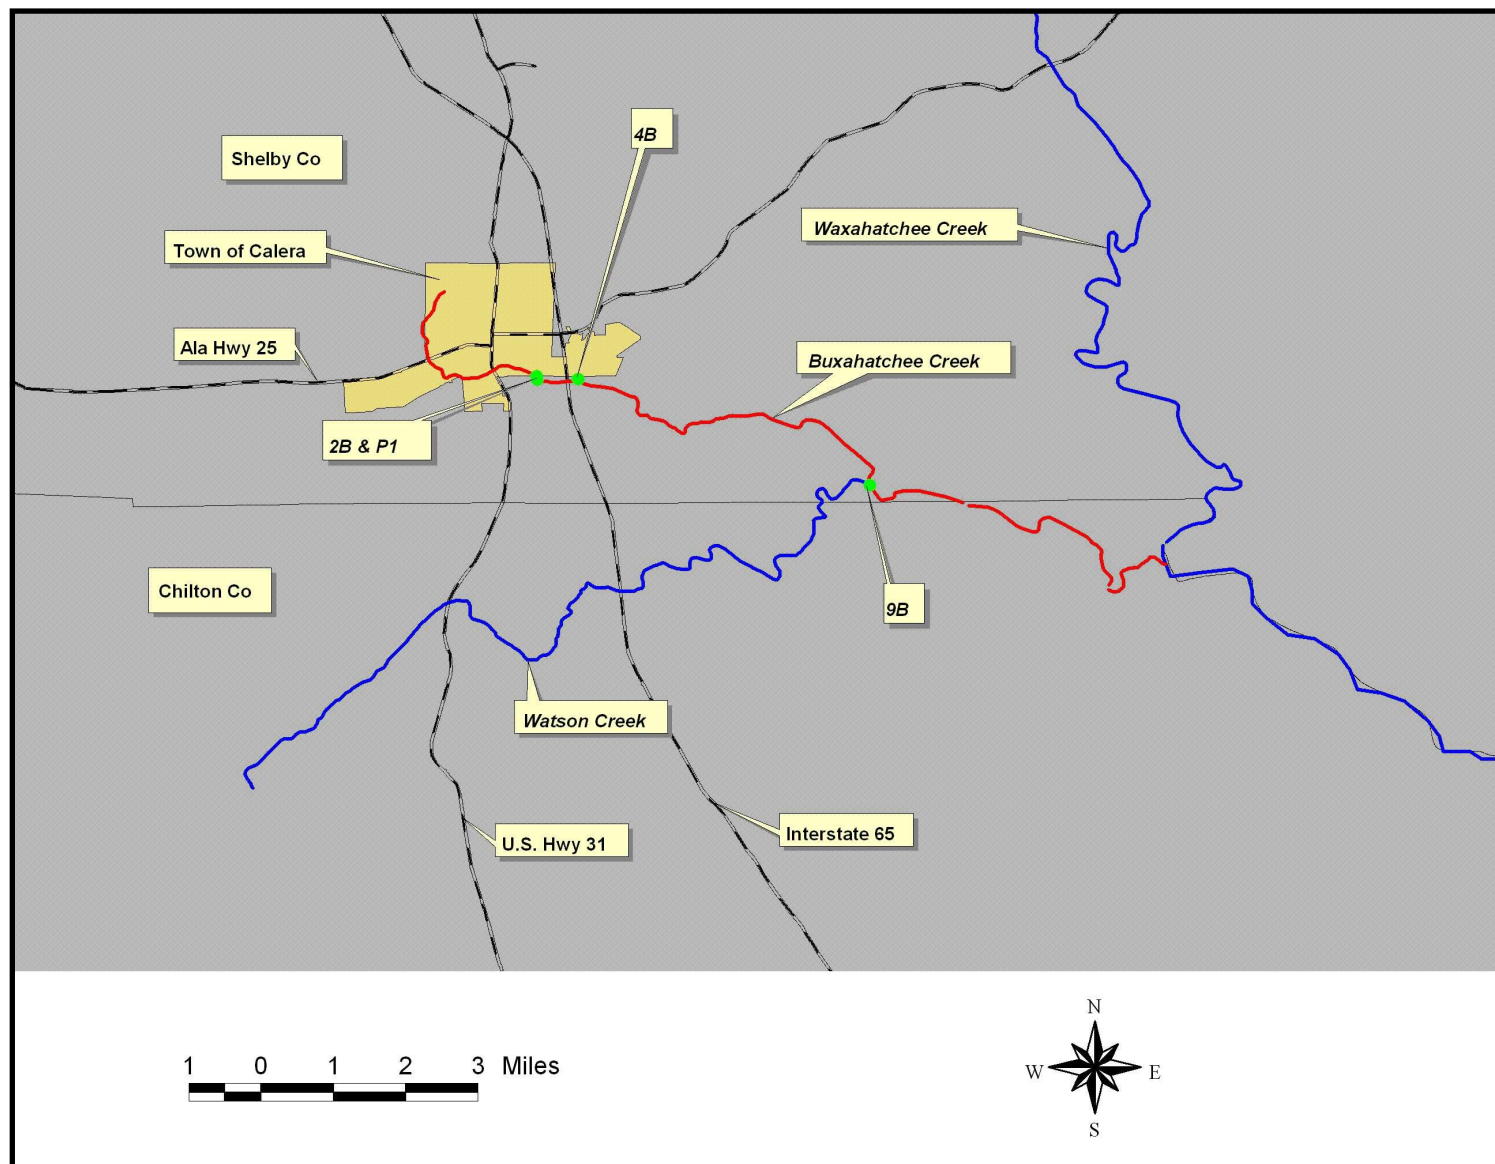 4B
Shelby Co
Waxahatchee Creek
Town of Calera
Ala Hwy 25
Buxahatchee Creek
2B & P1
Chilton Co
9B
Watson Creek
U.S. Hwy 31
Interstate 65
1 0 1 2 3 Miles
N
W E
S